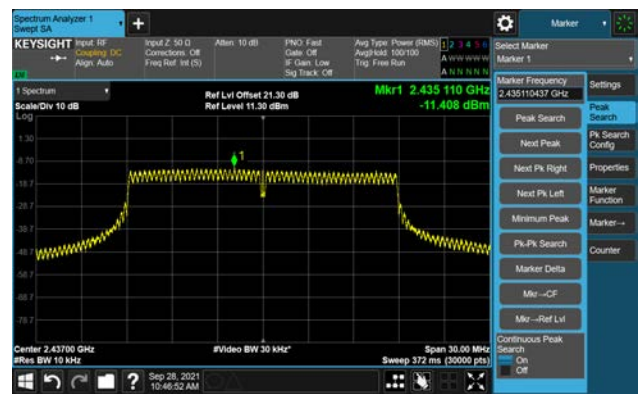 Spectrum Analyzer 1
Swept SA
Marker
KEYSIGHT
Input: RF
Coupling: DC
Align: Auto
Input Z: 50 Ω
Corrections: Off
Freq Ref: Int (S)
Atten: 10 dB
PNO: Fast
Gate: Off
IF Gain: Low
Sig Track: Off
Avg Type: Power (RMS)
Avg|Hold: 100/100
Trig: Free Run
1 2 3 4 5 6
A W W W W W
A N N N N N
Select Marker
Marker 1
1 Spectrum
Scale/Div 10 dB
Log
Ref Lvl Offset 21.30 dB
Ref Level 11.30 dBm
Mkr1 2.435 110 GHz
-11.408 dBm
1
1.30
-8.70
-18.7
-28.7
-38.7
-48.7
-58.7
-68.7
-78.7
Center 2.43700 GHz
#Res BW 10 kHz
#Video BW 30 kHz*
Span 30.00 MHz
Sweep 372 ms (30000 pts)
Marker Frequency
2.435110437 GHz
Peak Search
Next Peak
Next Pk Right
Next Pk Left
Minimum Peak
Pk-Pk Search
Marker Delta
Mkr→CF
Mkr→Ref Lvl
Continuous Peak
Search
On
Off
Settings
Peak
Search
Pk Search
Config
Properties
Marker
Function
Marker→
Counter
?
Sep 28, 2021
10:46:52 AM